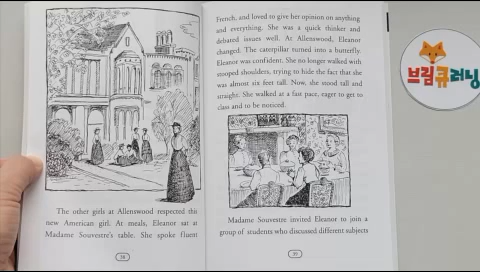 The other girls at Allenswood respected this
new American girl. At meals, Eleanor sat at
Madame Souvestre's table. She spoke fluent
38
French, and loved to give her opinion on anything
and everything. She was a quick thinker and
debated issues well. At Allenswood, Eleanor
changed. The caterpillar turned into a butterfly.
Eleanor was confident. She no longer walked with
stooped shoulders, trying to hide the fact that she
was almost six feet tall. Now, she stood tall and
straight. She walked at a fast pace, eager to get to
class and to be noticed.
Madame Souvestre invited Eleanor to join a
group of students who discussed different subjects
39
브림큐러닝